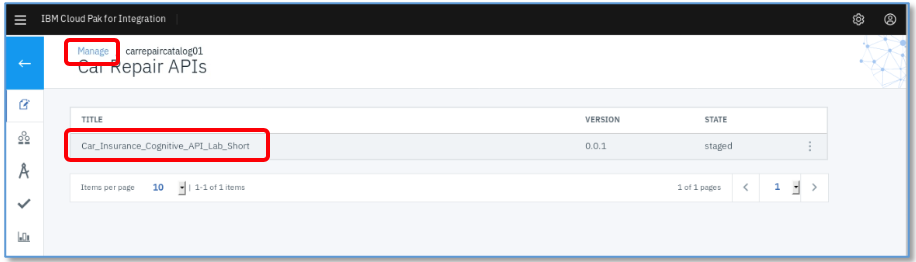 IBM Cloud Pak for Integration
Manage carrepaircatalog01
Car Repair APIs
TITLE VERSION STATE
Car_Insurance_Cognitive_API_Lab_Short 0.0.1 staged
Items per page 10 | 1-1 of 1 items 1 of 1 pages 1